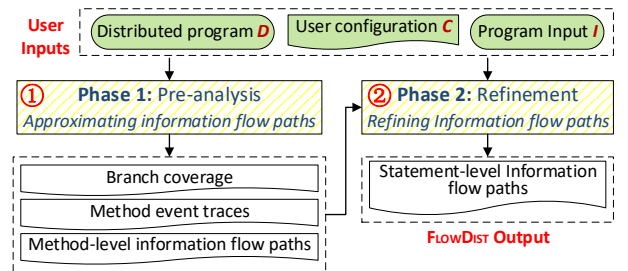 User
Inputs
Distributed program D
User configuration C
Program Input I
① Phase 1: Pre-analysis
Approximating information flow paths
② Phase 2: Refinement
Refining Information flow paths
Branch coverage
Method event traces
Method-level information flow paths
Statement-level Information
flow paths
FLOWDIST Output